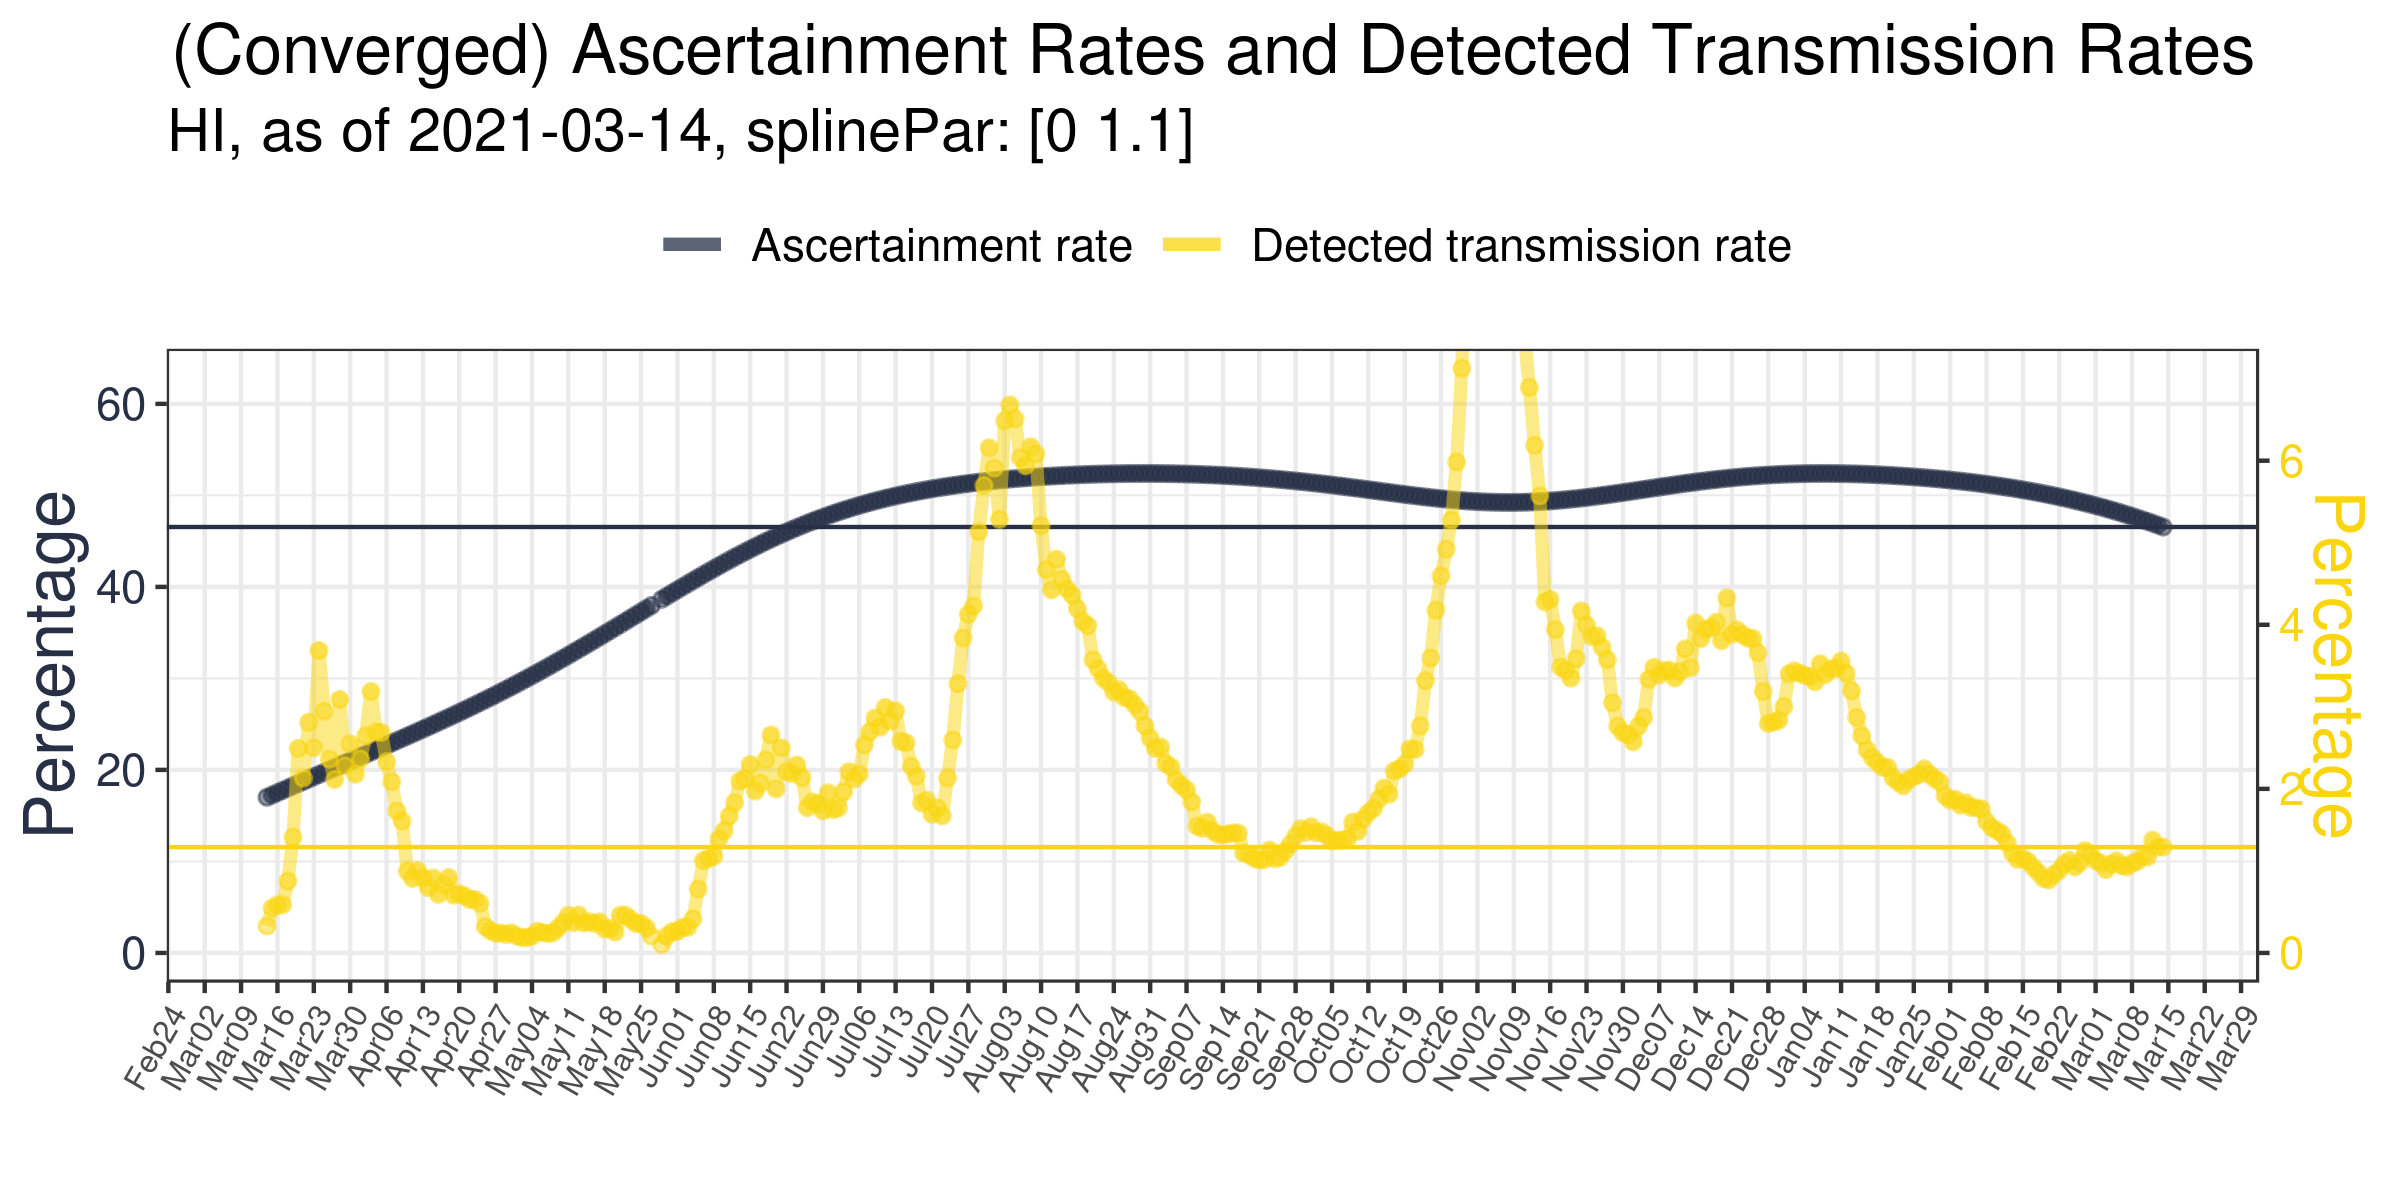 (Converged) Ascertainment Rates and Detected Transmission Rates
HI, as of 2021-03-14, splinePar: [0 1.1]
Ascertainment rate
Detected transmission rate
Percentage
60
40
20
0
6
4
2
0
Percentage
Feb24
Mar02
Mar09
Mar16
Mar23
Mar30
Apr06
Apr13
Apr20
Apr27
May04
May11
May18
May25
Jun01
Jun08
Jun15
Jun22
Jun29
Jul06
Jul13
Jul20
Jul27
Aug03
Aug10
Aug17
Aug24
Aug31
Sep07
Sep14
Sep21
Sep28
Oct05
Oct12
Oct19
Oct26
Nov02
Nov09
Nov16
Nov23
Nov30
Dec07
Dec14
Dec21
Dec28
Jan04
Jan11
Jan18
Jan25
Feb01
Feb08
Feb15
Feb22
Mar01
Mar08
Mar15
Mar22
Mar29